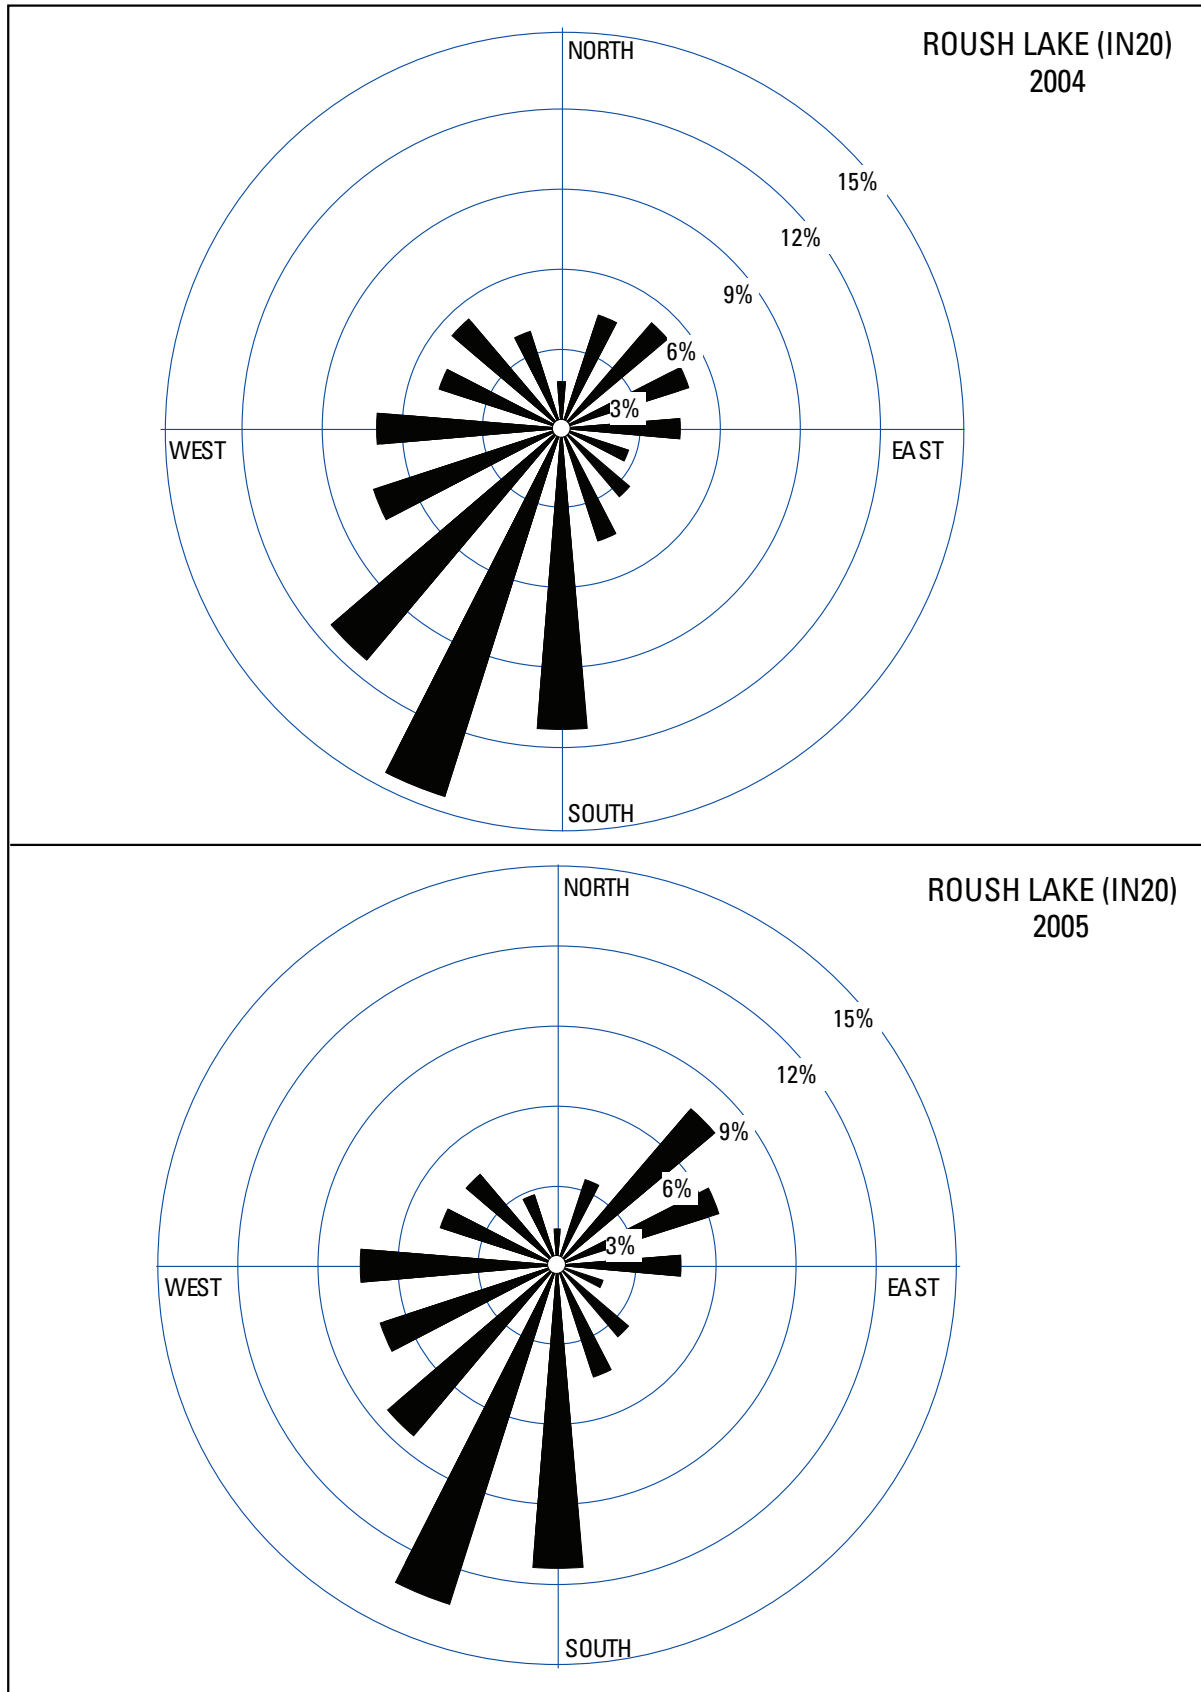 ROUSH LAKE (IN20)
2004
NORTH
15%
12%
9%
6%
3%
WEST
EAST
SOUTH
ROUSH LAKE (IN20)
2005
NORTH
15%
12%
9%
6%
3%
WEST
EAST
SOUTH